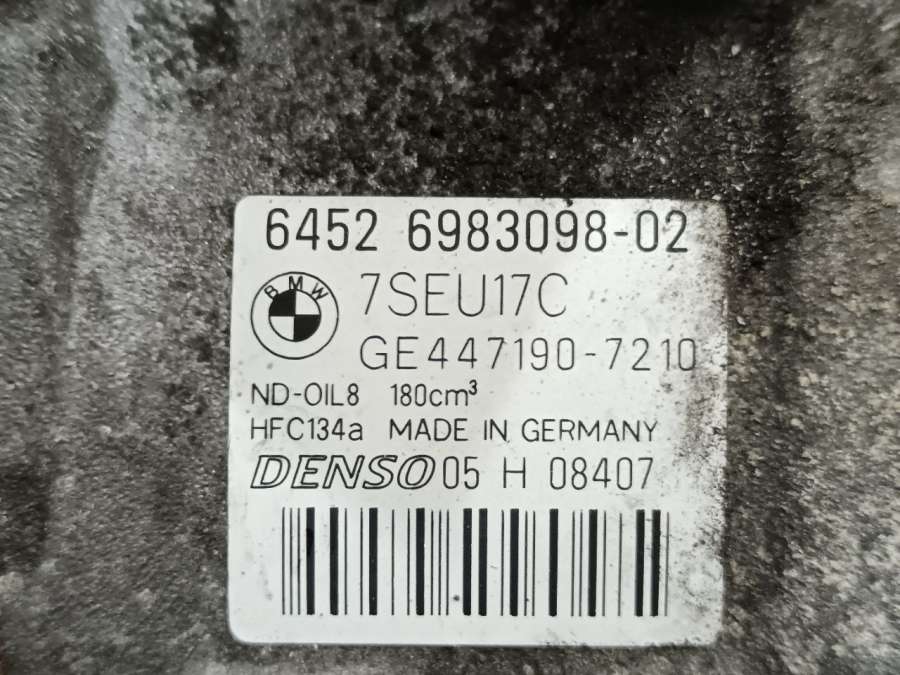 6452 6983098-02
BMW
7SEU17C
GE447190-7210
ND-OIL8 180cm³
HFC134a MADE IN GERMANY
DENSO 05 H 08407